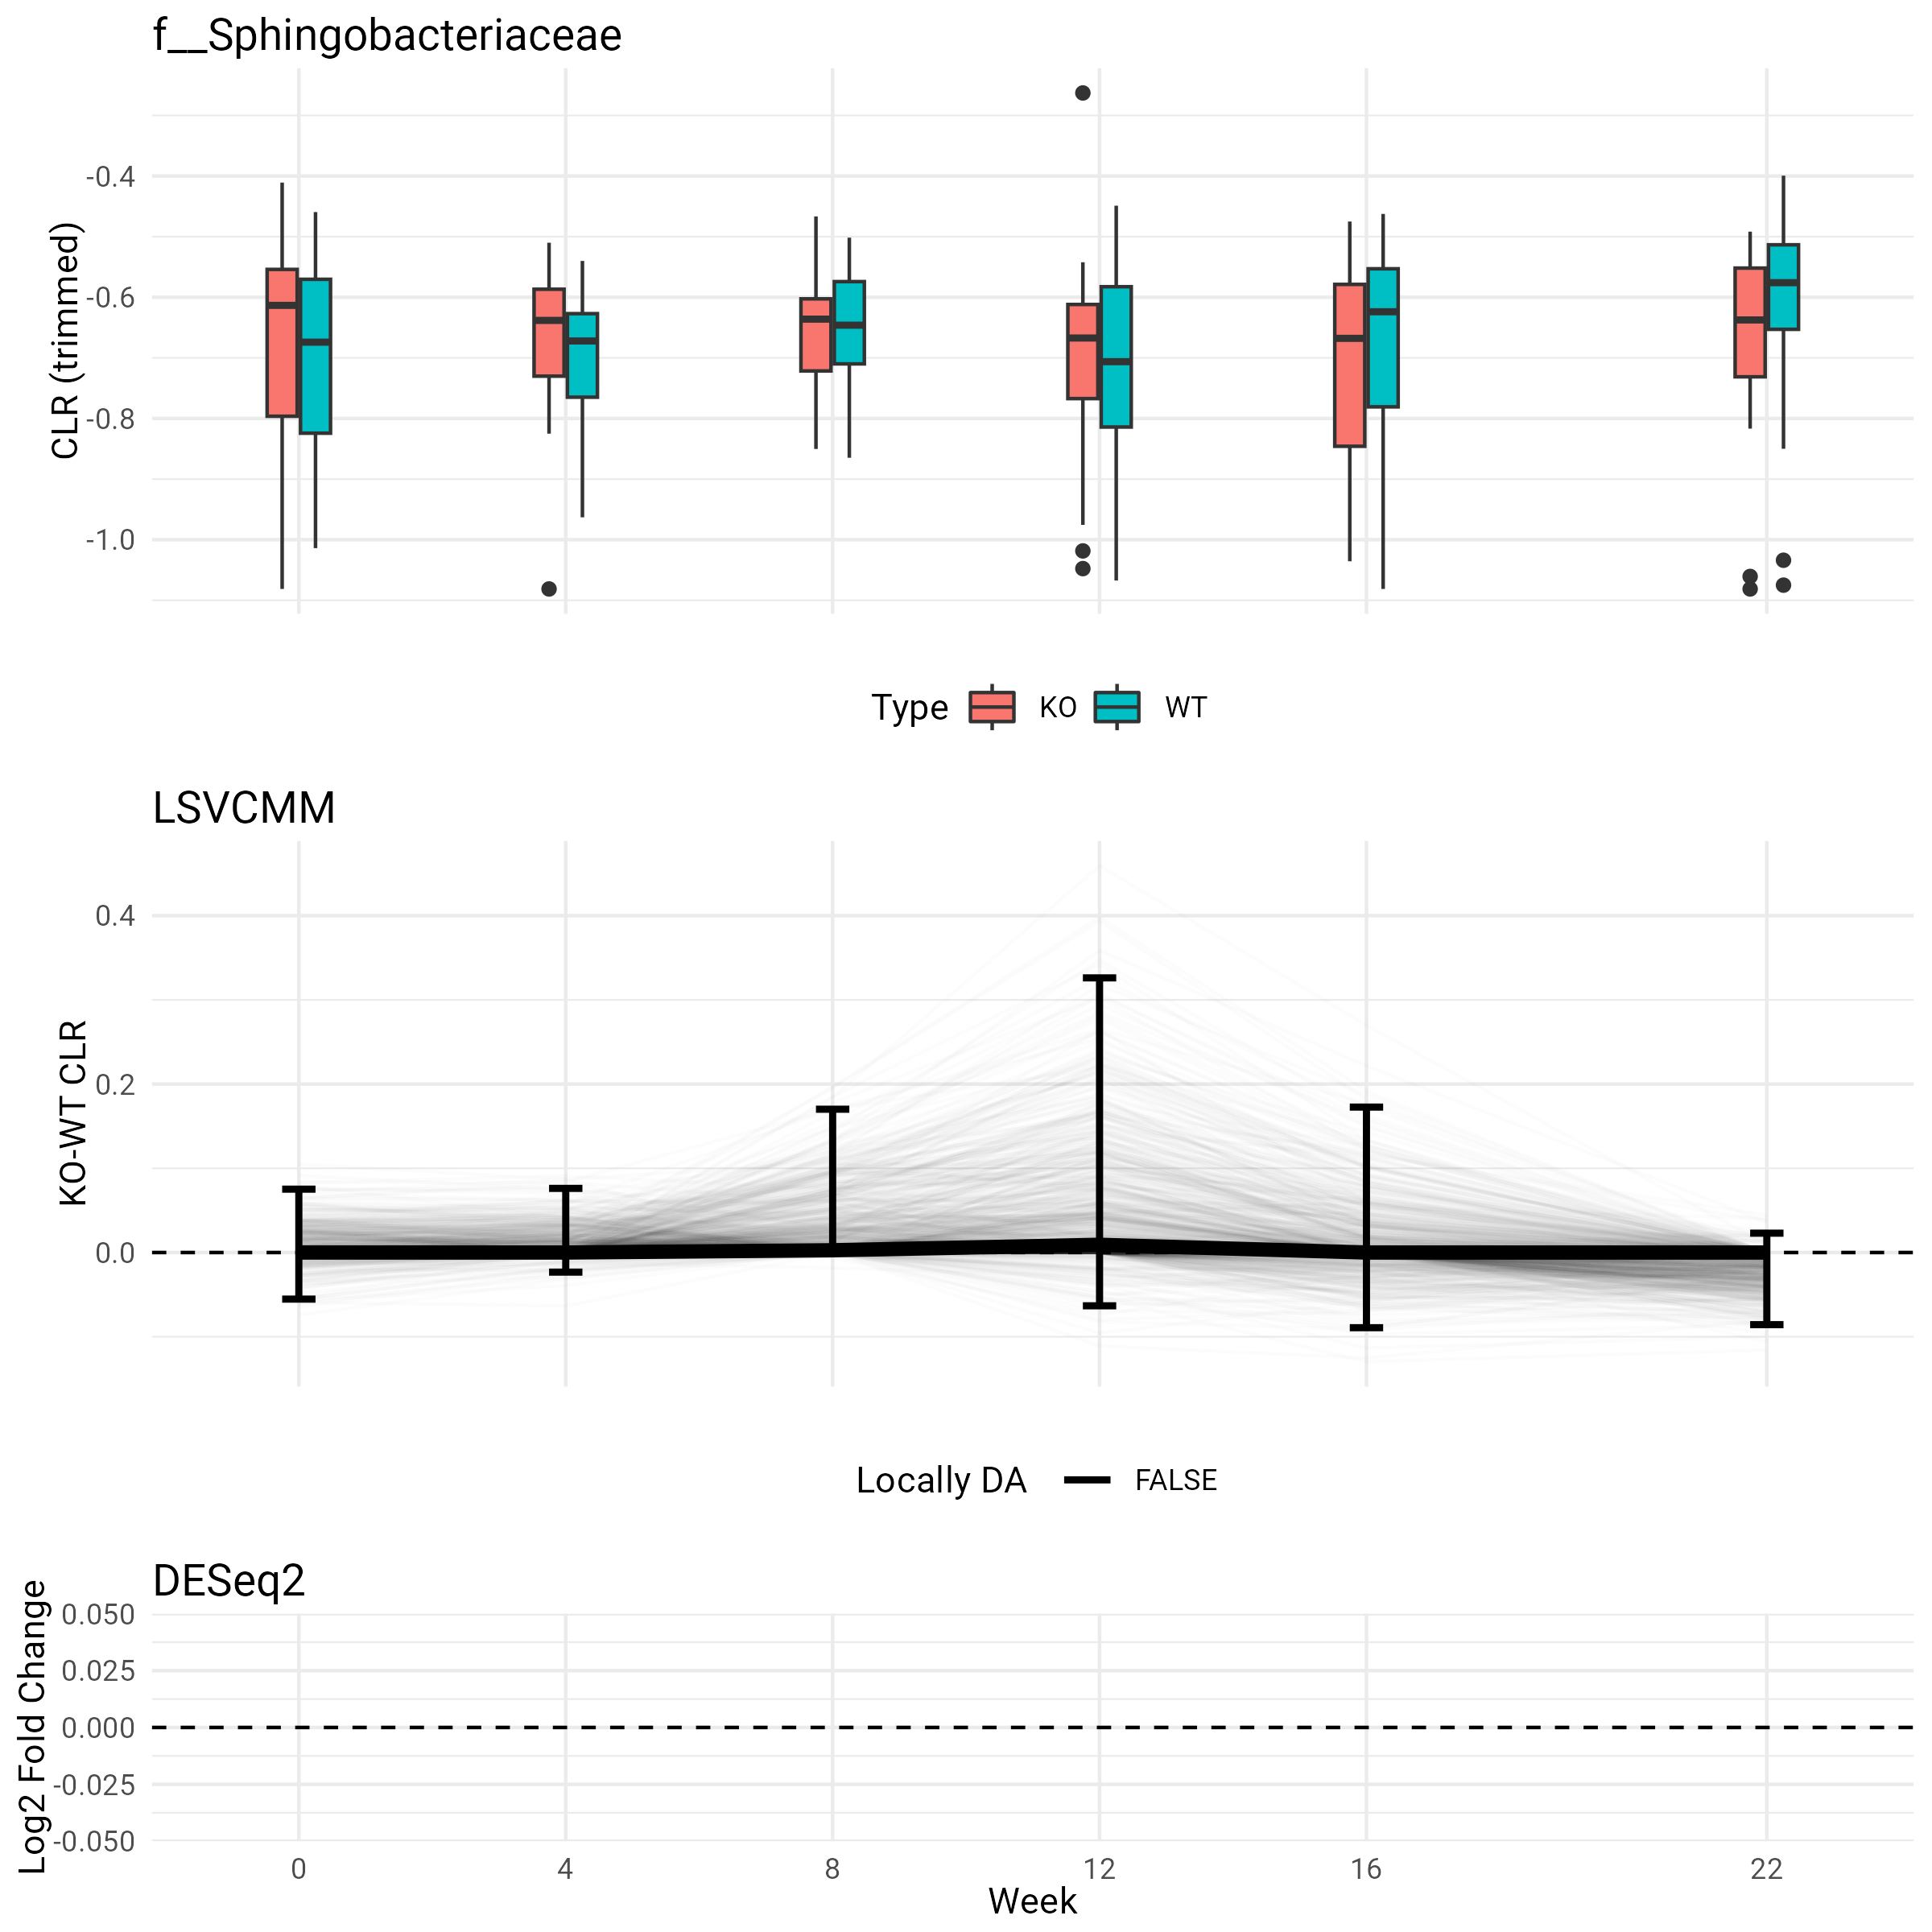 f__Sphingobacteriaceae
CLR (trimmed)
-0.4
-0.6
-0.8
-1.0
Type KO WT
LSVCMM
KO-WT CLR
0.4
0.2
0.0
Locally DA FALSE
DESeq2
Log2 Fold Change
0.050
0.025
0.000
-0.025
-0.050
0 4 8 12 16 22
Week